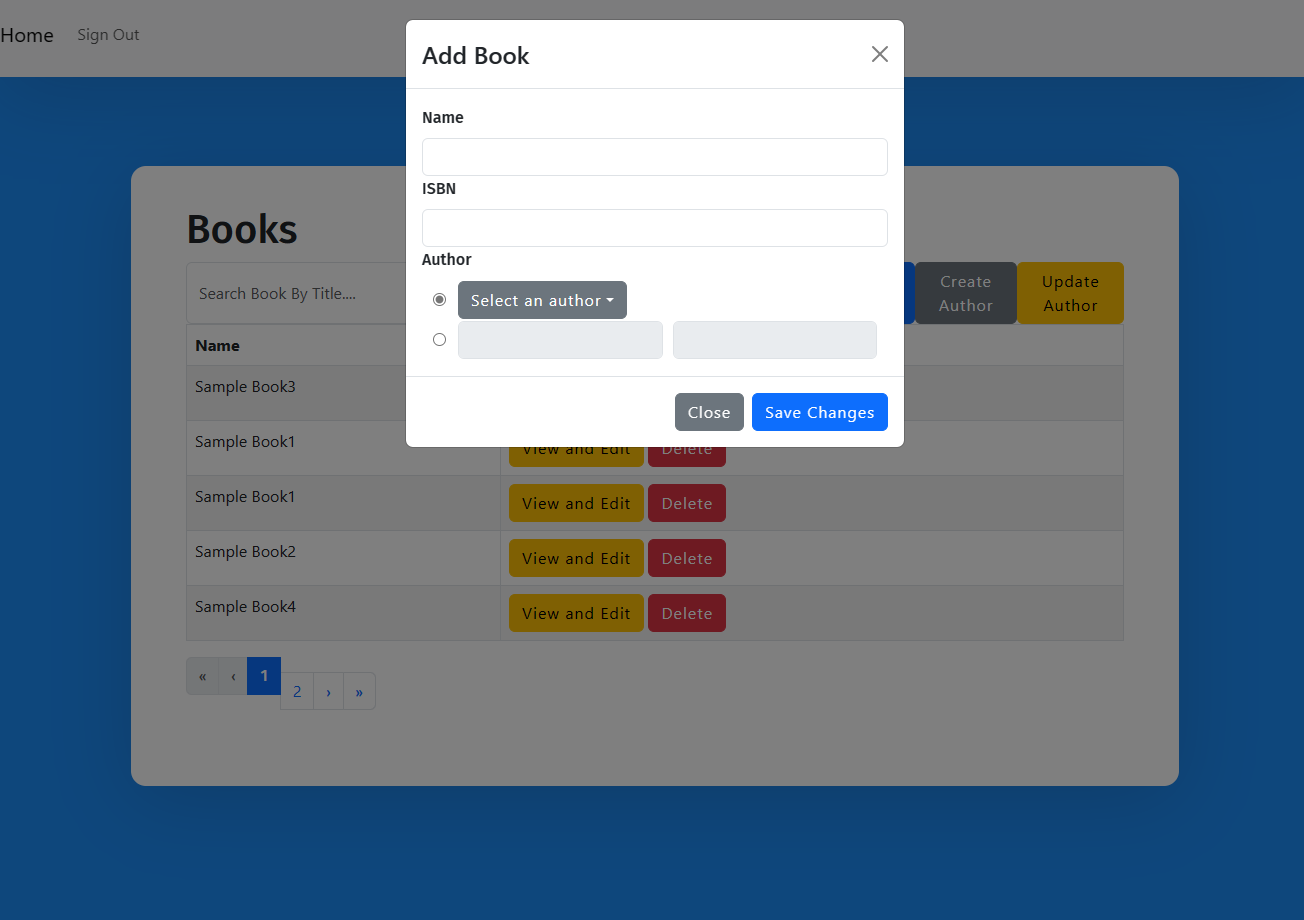 Home Sign Out
Add Book
Name
ISBN
Author
Select an author
Close Save Changes
Books
Search Book By Title....
Create
Author
Update
Author
Name
Sample Book3
Sample Book1
View and Edit Delete
Sample Book1
View and Edit Delete
Sample Book2
View and Edit Delete
Sample Book4
View and Edit Delete
« ‹ 1 2 › »